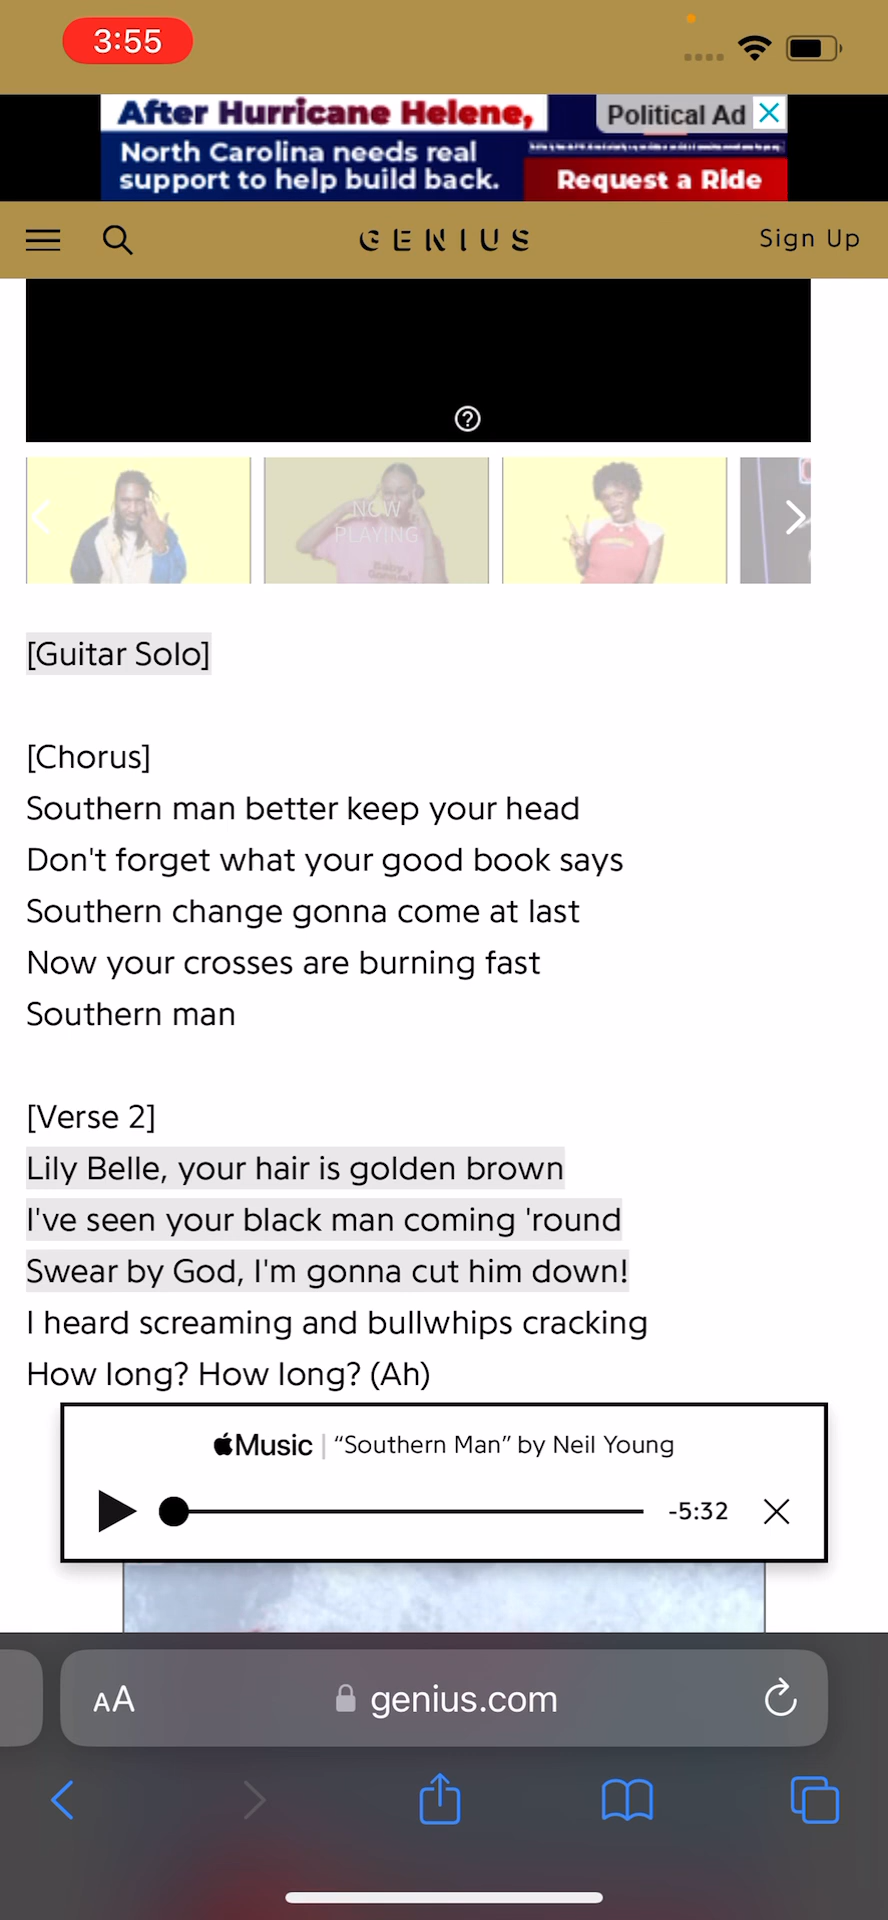 3:55
After Hurricane Helene,
Political Ad
North Carolina needs real
support to help build back.
Request a Ride
GENIUS
Sign Up
NOW
PLAYING
[Guitar Solo]
[Chorus]
Southern man better keep your head
Don't forget what your good book says
Southern change gonna come at last
Now your crosses are burning fast
Southern man
[Verse 2]
Lily Belle, your hair is golden brown
I've seen your black man coming 'round
Swear by God, I'm gonna cut him down!
I heard screaming and bullwhips cracking
How long? How long? (Ah)
Music | “Southern Man” by Neil Young
-5:32
AA
genius.com